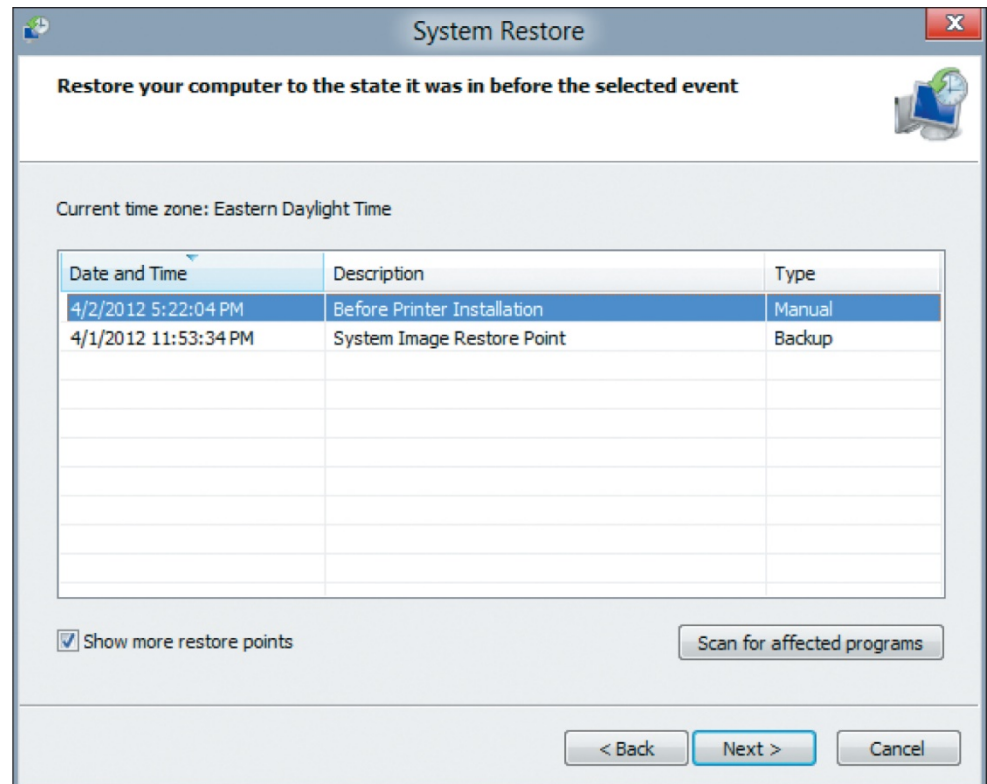 System Restore
Restore your computer to the state it was in before the selected event
Current time zone: Eastern Daylight Time
Date and Time Description Type
4/2/2012 5:22:04 PM Before Printer Installation Manual
4/1/2012 11:53:34 PM System Image Restore Point Backup
Show more restore points Scan for affected programs
< Back Next > Cancel